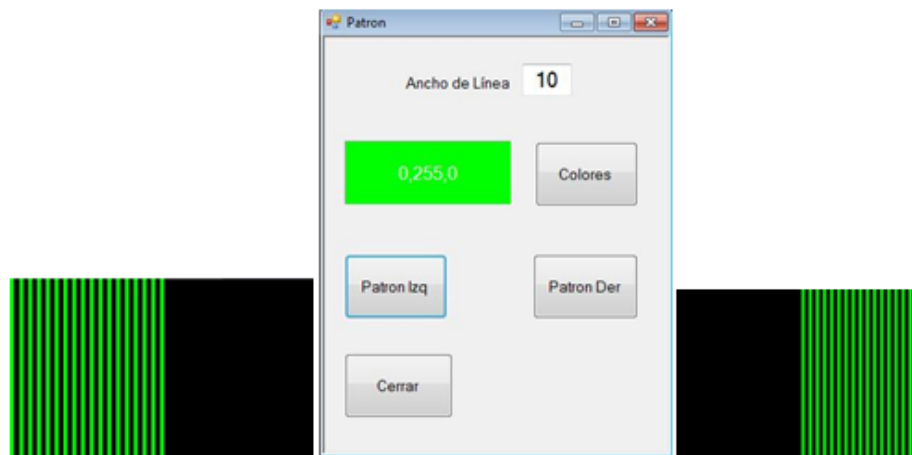 Patron
Ancho de Línea 10
0,255,0 Colores
Patron Izq Patron Der
Cerrar